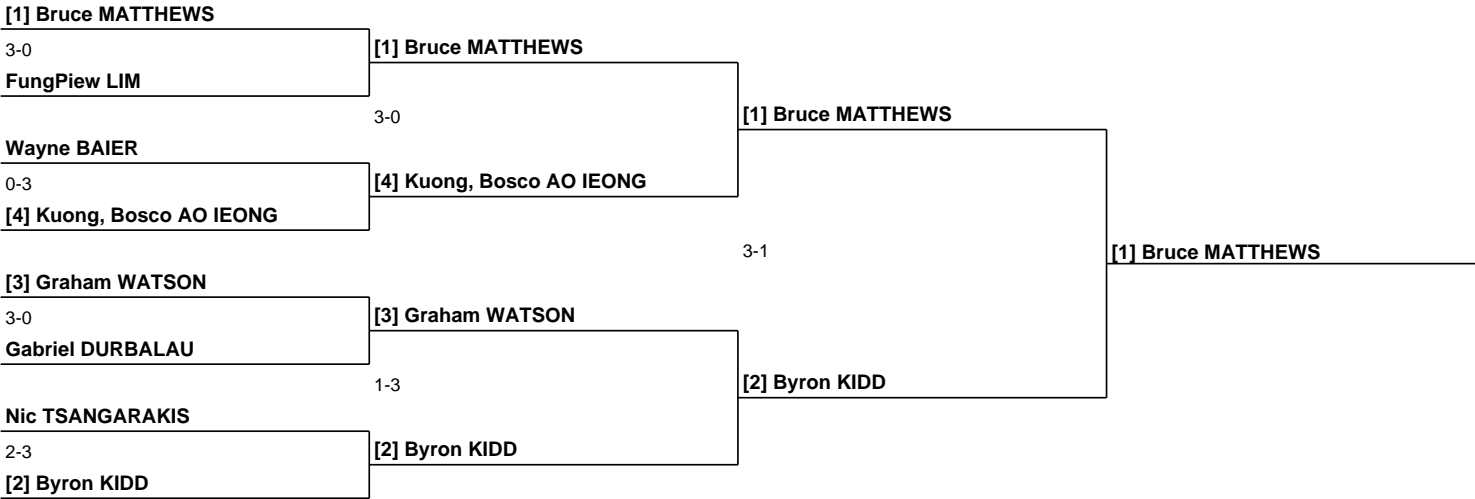 [1] Bruce MATTHEWS
3-0
[1] Bruce MATTHEWS
FungPiew LIM
3-0
[1] Bruce MATTHEWS
Wayne BAIER
0-3
[4] Kuong, Bosco AO IEONG
[4] Kuong, Bosco AO IEONG
3-1
[1] Bruce MATTHEWS
[3] Graham WATSON
3-0
[3] Graham WATSON
Gabriel DURBALAU
1-3
[2] Byron KIDD
Nic TSANGARAKIS
2-3
[2] Byron KIDD
[2] Byron KIDD